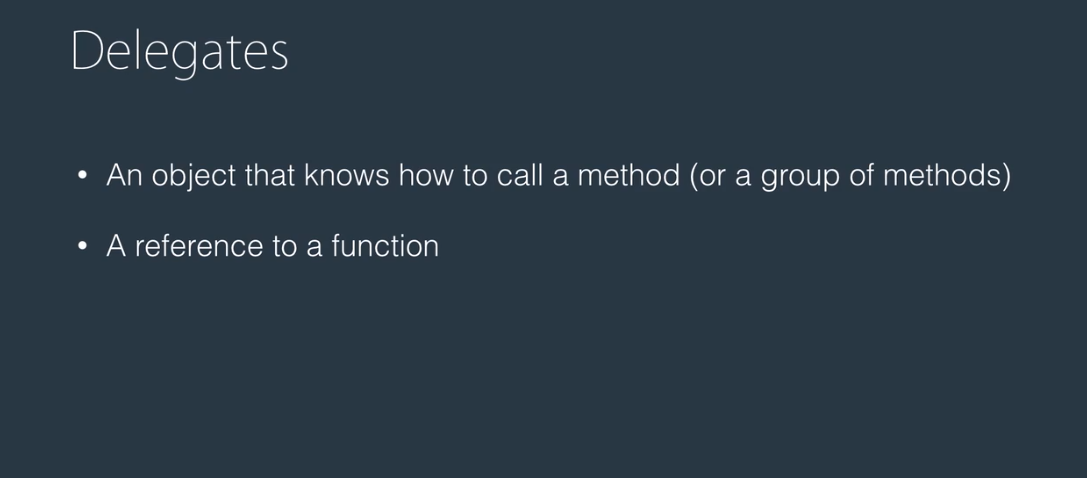 Delegates
• An object that knows how to call a method (or a group of methods)
• A reference to a function